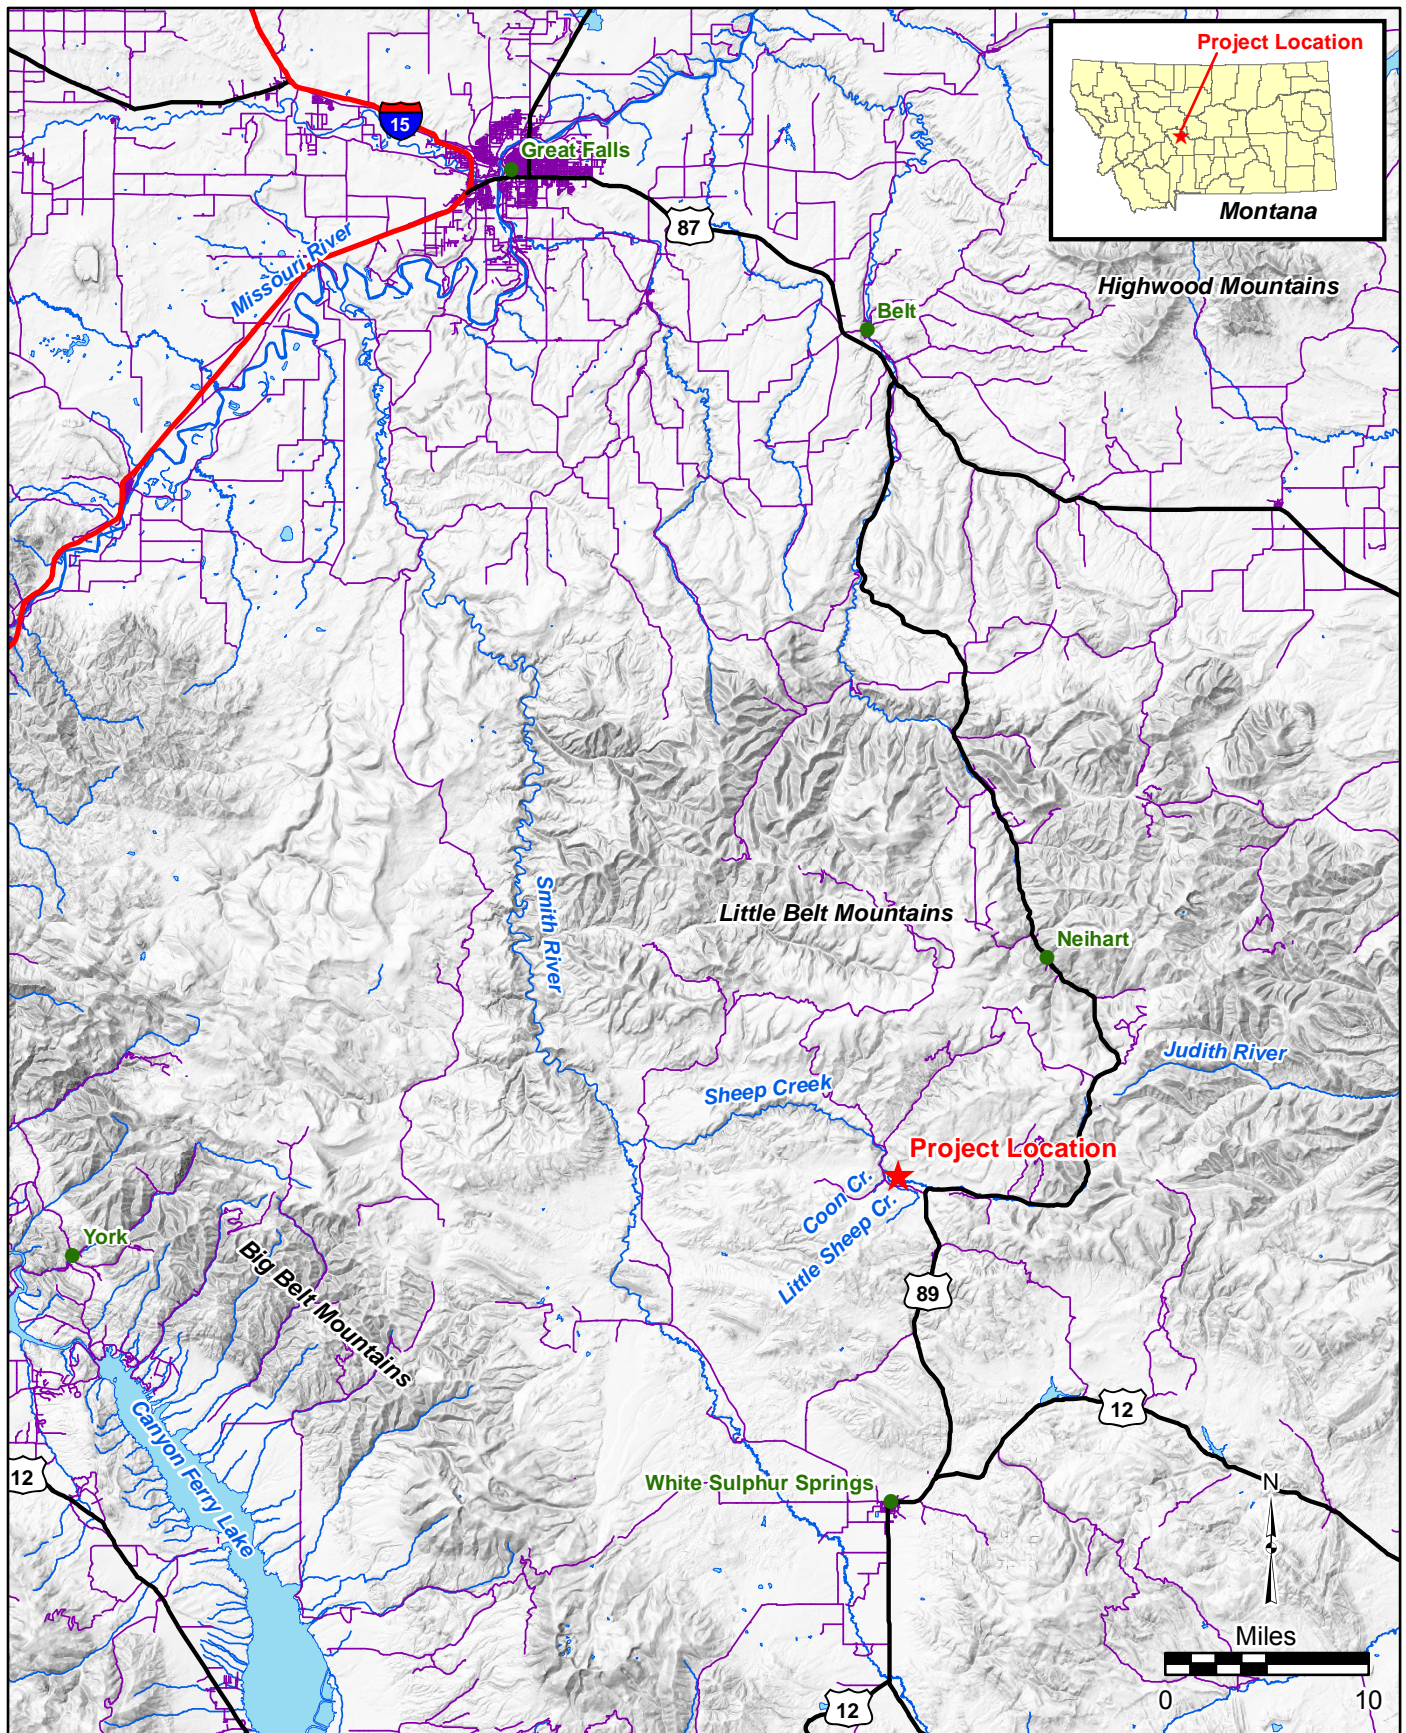 Project Location
15
Great Falls
Montana
87
Missouri River
Highwood Mountains
Belt
Smith River
Little Belt Mountains
Neihart
Judith River
Sheep Creek
Project Location
Coon Cr.
Little Sheep Cr.
York
Big Belt Mountains
89
Canyon Ferry Lake
12
12
White Sulphur Springs
N
Miles
0 10
12